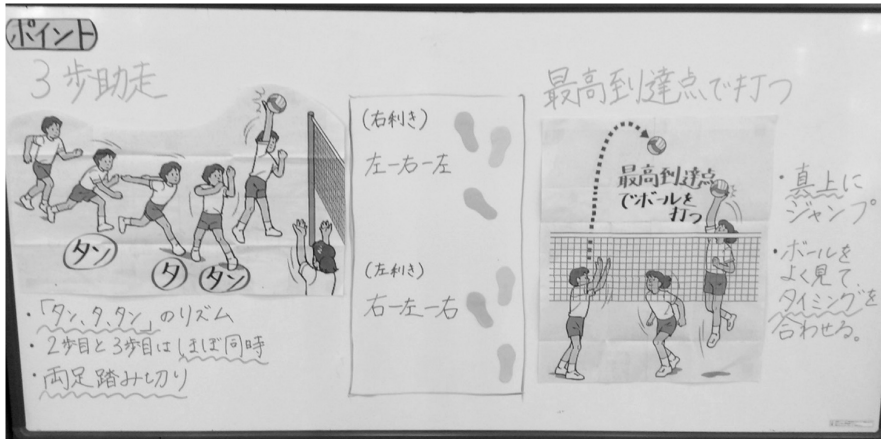 ポイント
3歩助走
タン
タ
タン
・「タン、タ、タン」のリズム
・2歩目と3歩目はほぼ同時
・両足踏み切り
(右利き)
左ー右ー左
(左利き)
右ー左ー右
最高到達点で打つ
最高到達点
でボールを
打つ
・真上に
ジャンプ
・ボールを
よく見て
タイミングを
合わせる。